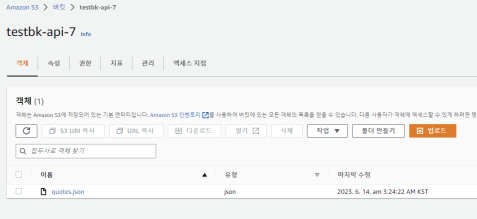 Amazon S3 > 버킷 > testbk-api-7
testbk-api-7 Info
객체 속성 권한 지표 관리 액세스 지점
객체 (1)
객체는 Amazon S3에 저장되어 있는 기본 엔터티입니다. Amazon S3 인벤토리 를 사용하여 버킷에 있는 모든 객체의 목록을 얻을 수 있습니다. 다른 사용자가 객체에 액세스할 수 있게 하려면 명
S3 URI 복사 URL 복사 다운로드 열기 삭제 작업 ▼ 폴더 만들기 업로드
접두사로 객체 찾기
이름 ▲ 유형 ▽ 마지막 수정
quotes.json json 2023. 6. 14. am 3:24:22 AM KST